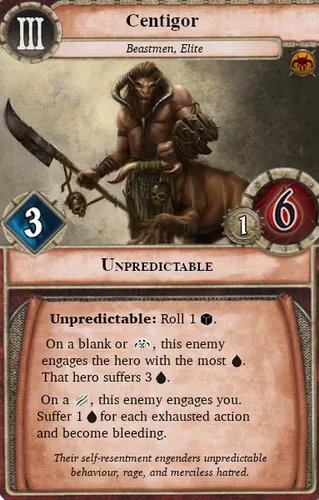 III
Centigor
Beastmen, Elite
3
1
6
UNPREDICTABLE
Unpredictable: Roll 1 .
On a blank or , this enemy
engages the hero with the most .
That hero suffers 3 .
On a , this enemy engages you.
Suffer 1 for each exhausted action
and become bleeding.
Their self-resentment engenders unpredictable
behaviour, rage, and merciless hatred.